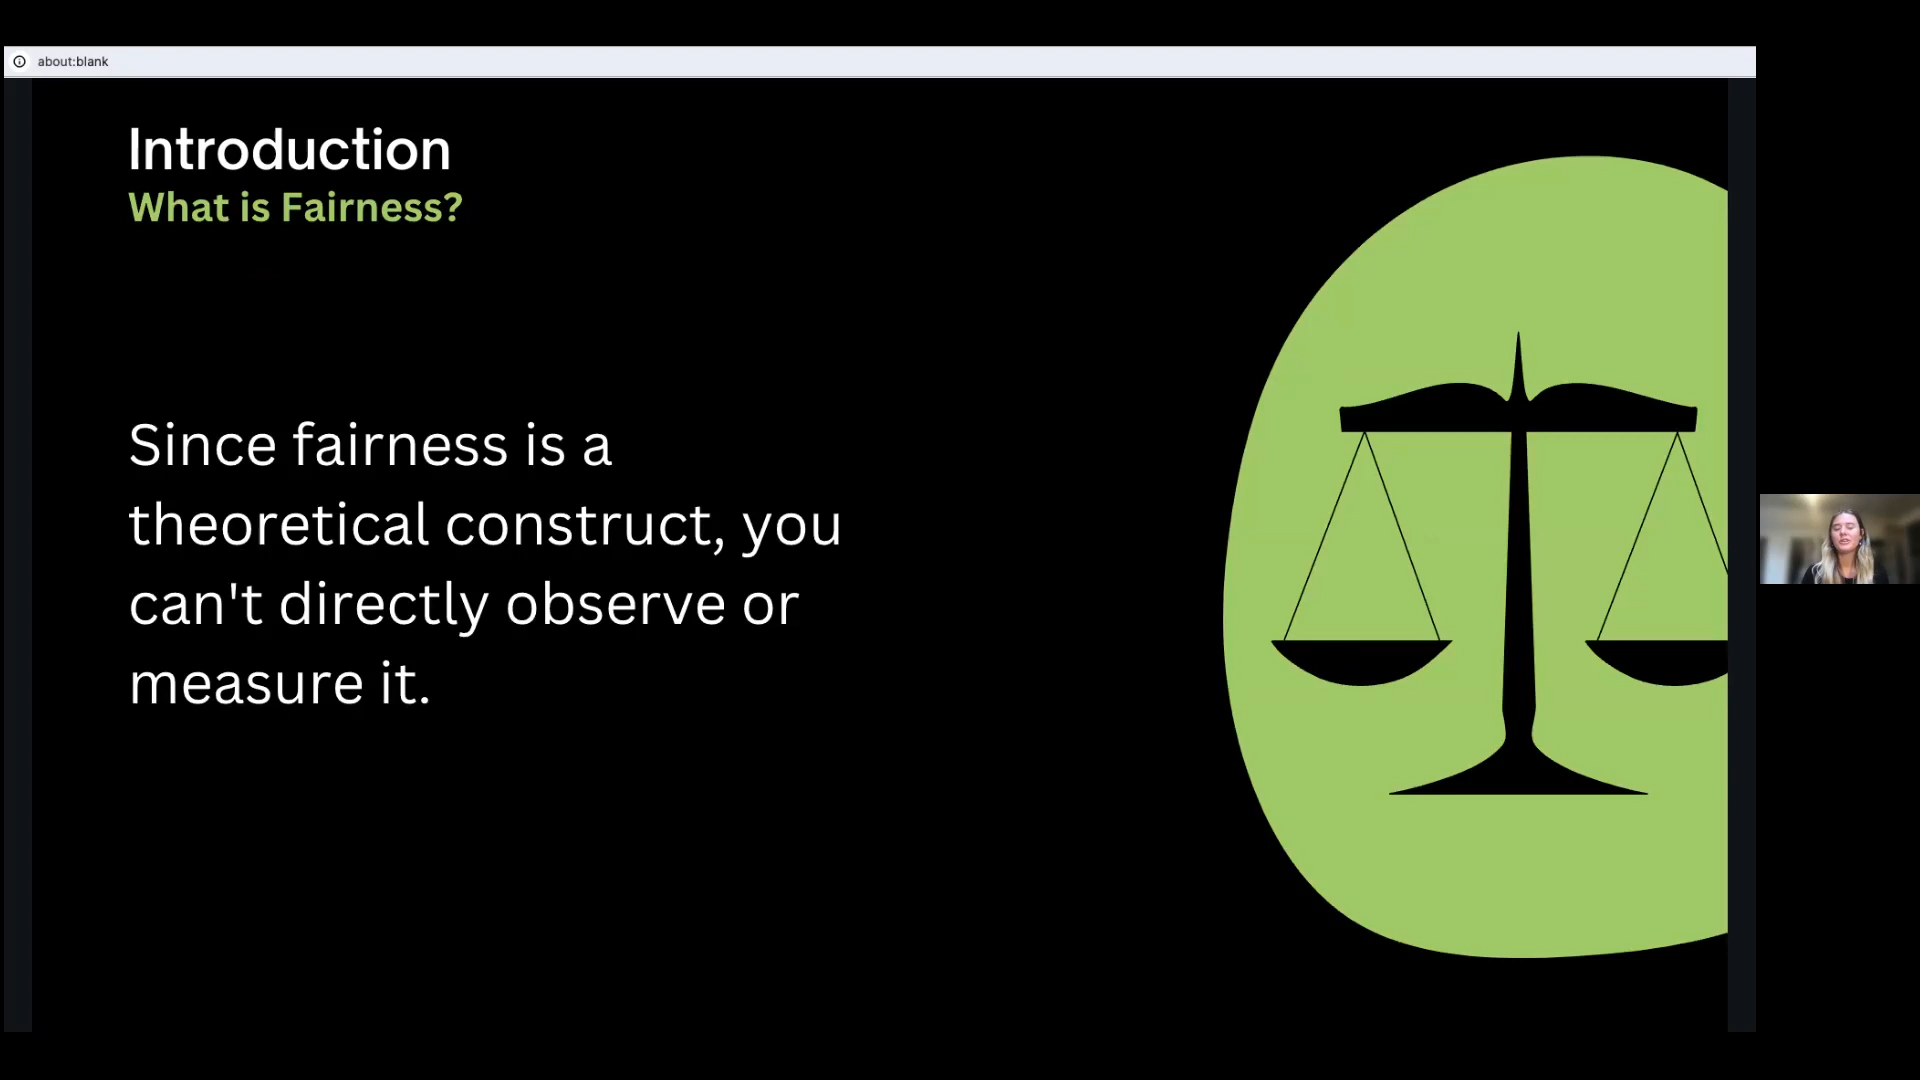 about:blank
Introduction
What is Fairness?
Since fairness is a
theoretical construct, you
can't directly observe or
measure it.